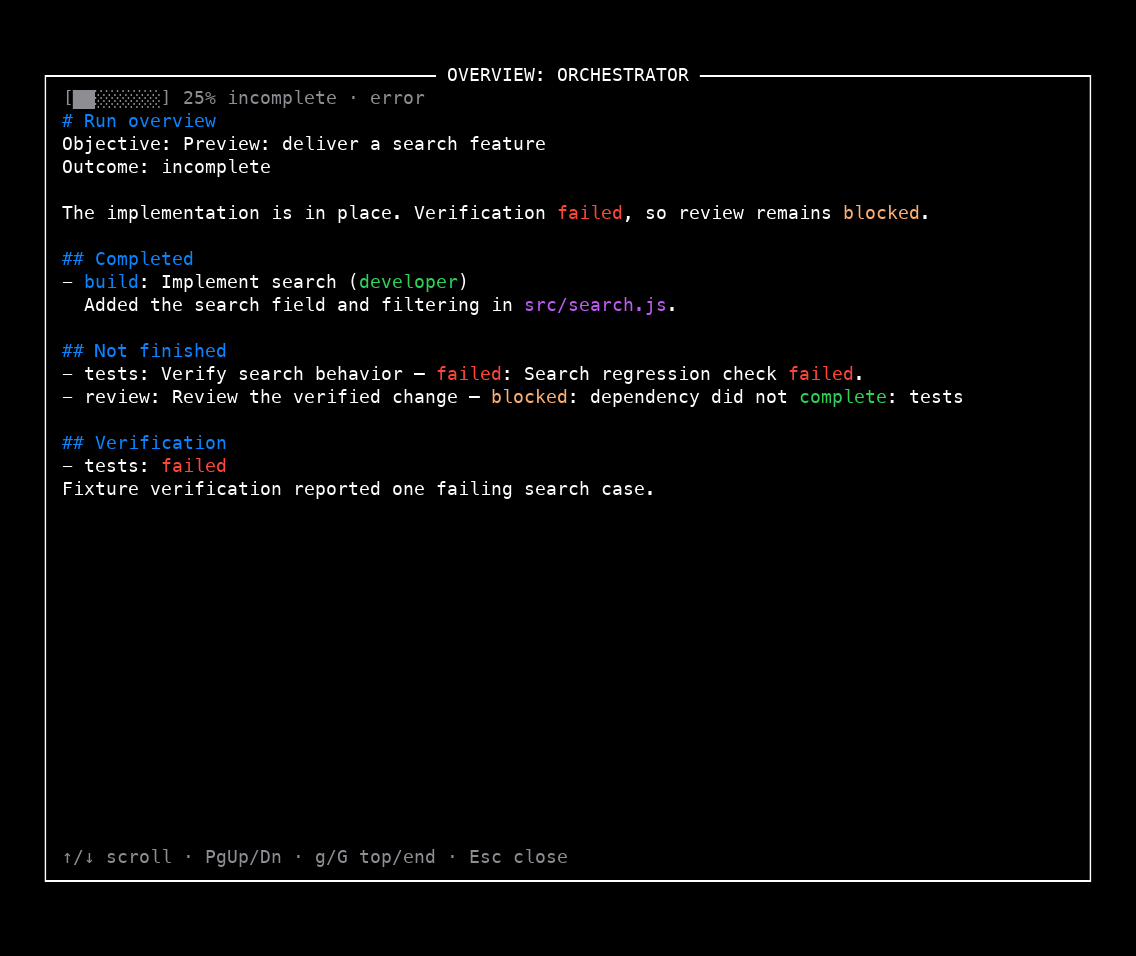 OVERVIEW: ORCHESTRATOR
[██░░░░░░] 25% incomplete · error
# Run overview
Objective: Preview: deliver a search feature
Outcome: incomplete
The implementation is in place. Verification failed, so review remains blocked.
## Completed
— build: Implement search (developer)
Added the search field and filtering in src/search.js.
## Not finished
— tests: Verify search behavior — failed: Search regression check failed.
— review: Review the verified change — blocked: dependency did not complete: tests
## Verification
— tests: failed
Fixture verification reported one failing search case.
↑/↓ scroll · PgUp/Dn · g/G top/end · Esc close